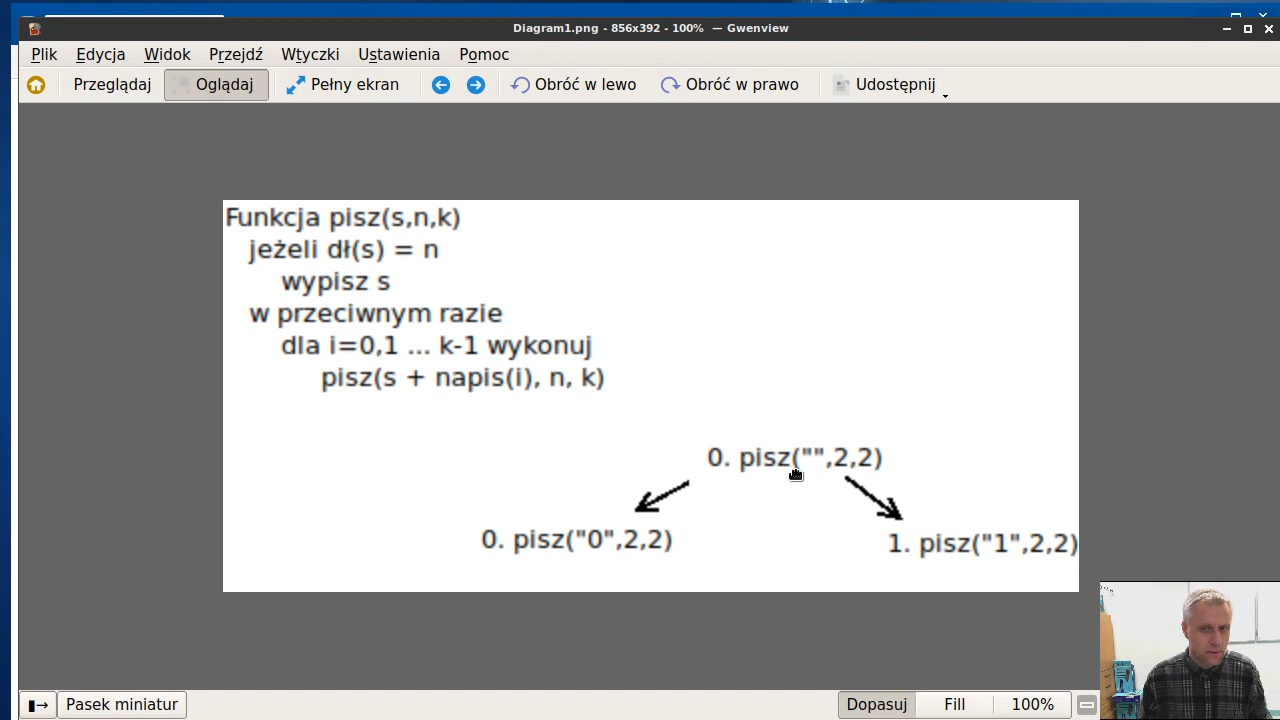 Diagram1.png - 856x392 - 100% — Gwenview
Plik Edycja Widok Przejdź Wtyczki Ustawienia Pomoc
Przeglądaj Oglądaj Pełny ekran Obróć w lewo Obróć w prawo Udostępnij
Funkcja pisz(s,n,k)
jeżeli dł(s) = n
wypisz s
w przeciwnym razie
dla i=0,1 ... k-1 wykonuj
pisz(s + napis(i), n, k)
0. pisz("",2,2)
0. pisz("0",2,2)
1. pisz("1",2,2)
Pasek miniatur Dopasuj Fill 100%